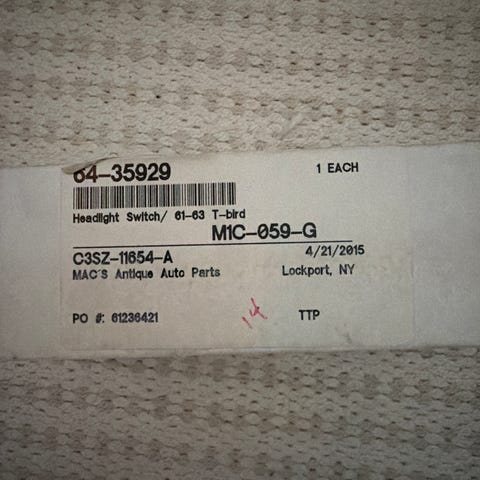 64-35929 1 EACH
Headlight Switch/ 61-63 T-bird
M1C-059-G
C3SZ-11654-A 4/21/2015
MAC'S Antique Auto Parts Lockport, NY
PO #: 61236421 14 TTP